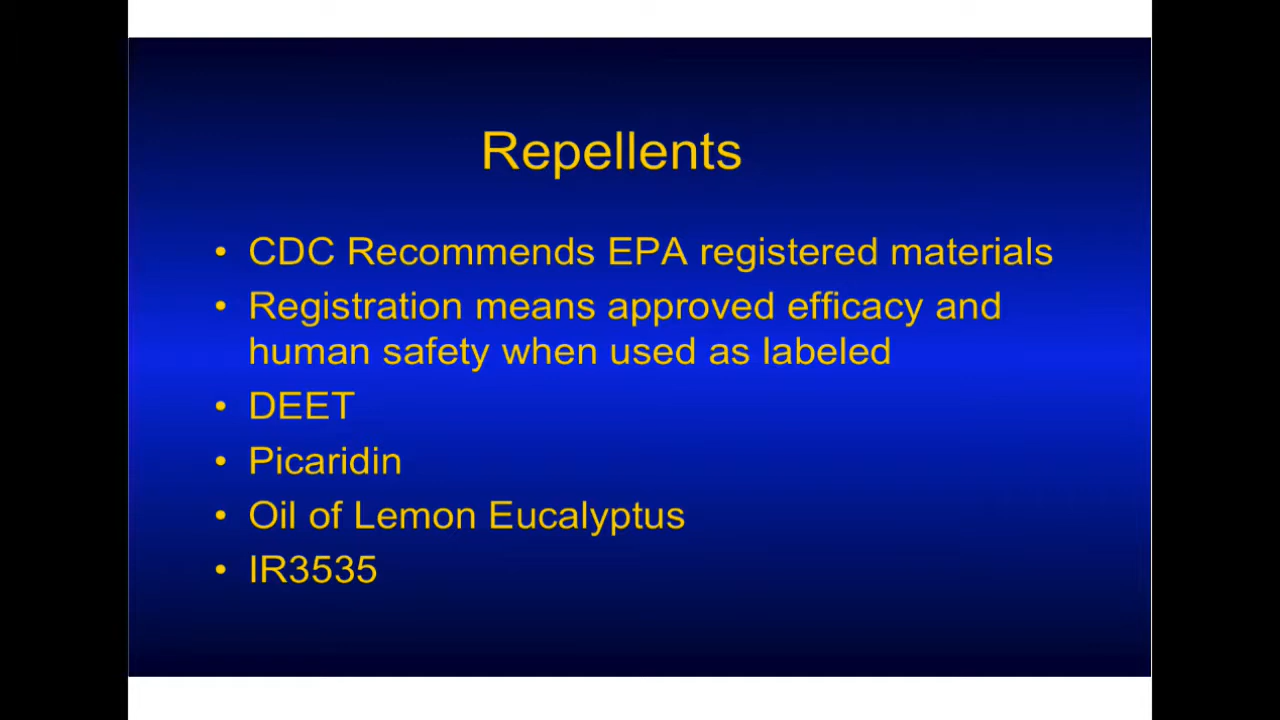 Repellents
• CDC Recommends EPA registered materials
• Registration means approved efficacy and
human safety when used as labeled
• DEET
• Picaridin
• Oil of Lemon Eucalyptus
• IR3535